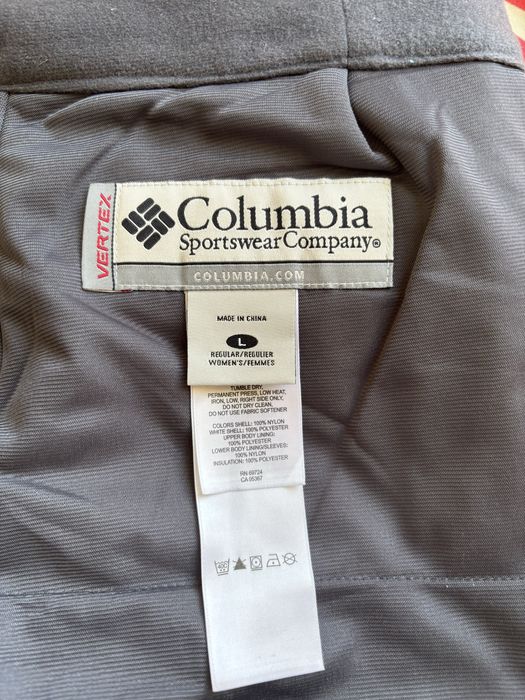 VERTEX
Columbia
Sportswear Company®
COLUMBIA.COM
MADE IN CHINA
L
REGULAR/REGULIER
WOMEN'S/FEMMES
TUMBLE DRY,
PERMANENT PRESS, LOW HEAT,
IRON, LOW, RIGHT SIDE ONLY,
DO NOT DRY CLEAN,
DO NOT USE FABRIC SOFTENER
COLORS SHELL: 100% NYLON
WHITE SHELL: 100% POLYESTER
UPPER BODY LINING:
100% POLYESTER
LOWER BODY LINING/SLEEVES:
100% NYLON
INSULATION: 100% POLYESTER
RN 69724
CA 05367